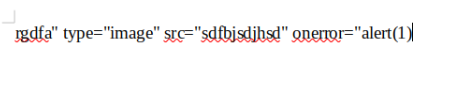 rgdfa" type="image" src="sdfbjsdjhsd" onerror="alert(1)